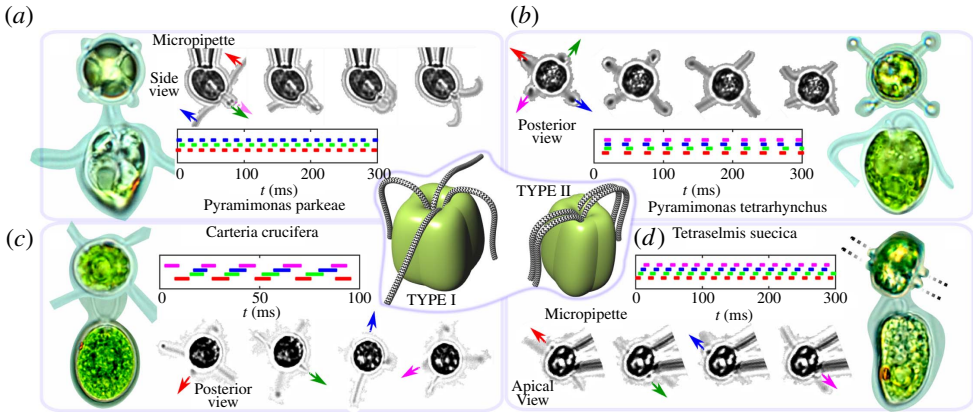 (a)
Micropipette
Side
view
0
100
200
300
t (ms)
Pyramimonas parkeae
(b)
Posterior
view
0
100
200
300
t (ms)
Pyramimonas tetrarhynchus
TYPE I
TYPE II
(c)
Carteria crucifera
0
50
100
t (ms)
Posterior
view
(d)
Tetraselmis suecica
0
100
200
300
t (ms)
Micropipette
Apical
View